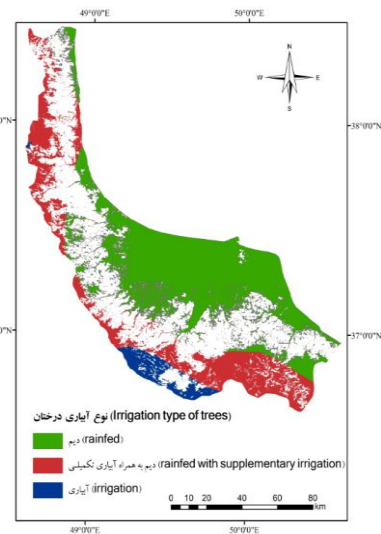 49°0'0"E 50°0'0"E
N
W E
S
0"N 38°0'0"N
0"N 37°0'0"N
نوع آبیاری درختان (Irrigation type of trees)
دیم (rainfed)
دیم به همراه آبیاری تکمیلی (rainfed with supplementary irrigation)
آبیاری (irrigation)
0 10 20 40 60 80
km
49°0'0"E 50°0'0"E